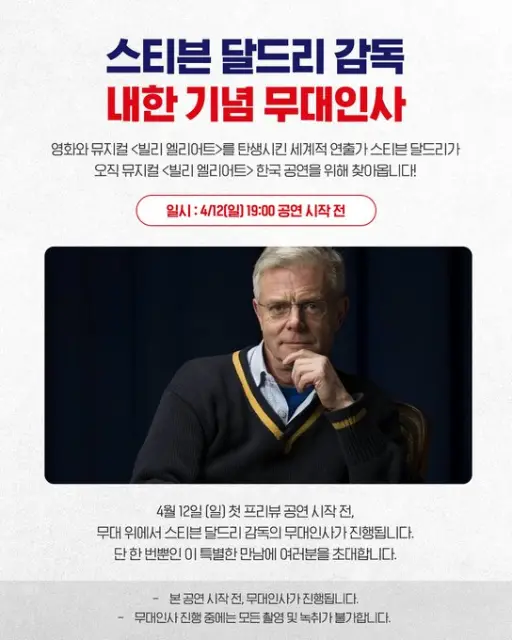 스티븐 달드리 감독
내한 기념 무대인사
영화와 뮤지컬 <빌리 엘리어트>를 탄생시킨 세계적 연출가 스티븐 달드리가
오직 뮤지컬 <빌리 엘리어트> 한국 공연을 위해 찾아옵니다!
일시 : 4/12(일) 19:00 공연 시작 전
4월 12일 (일) 첫 프리뷰 공연 시작 전,
무대 위에서 스티븐 달드리 감독의 무대인사가 진행됩니다.
단 한 번뿐인 이 특별한 만남에 여러분을 초대합니다.
- 본 공연 시작 전, 무대인사가 진행됩니다.
- 무대인사 진행 중에는 모든 촬영 및 녹취가 불가합니다.